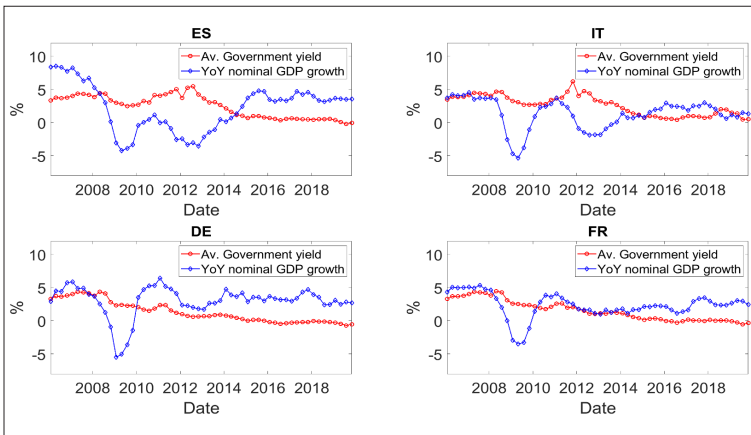 ES
Av. Government yield
YoY nominal GDP growth
10
5
0
-5
%
2008 2010 2012 2014 2016 2018
Date
IT
Av. Government yield
YoY nominal GDP growth
10
5
0
-5
%
2008 2010 2012 2014 2016 2018
Date
DE
Av. Government yield
YoY nominal GDP growth
10
5
0
-5
%
2008 2010 2012 2014 2016 2018
Date
FR
Av. Government yield
YoY nominal GDP growth
10
5
0
-5
%
2008 2010 2012 2014 2016 2018
Date